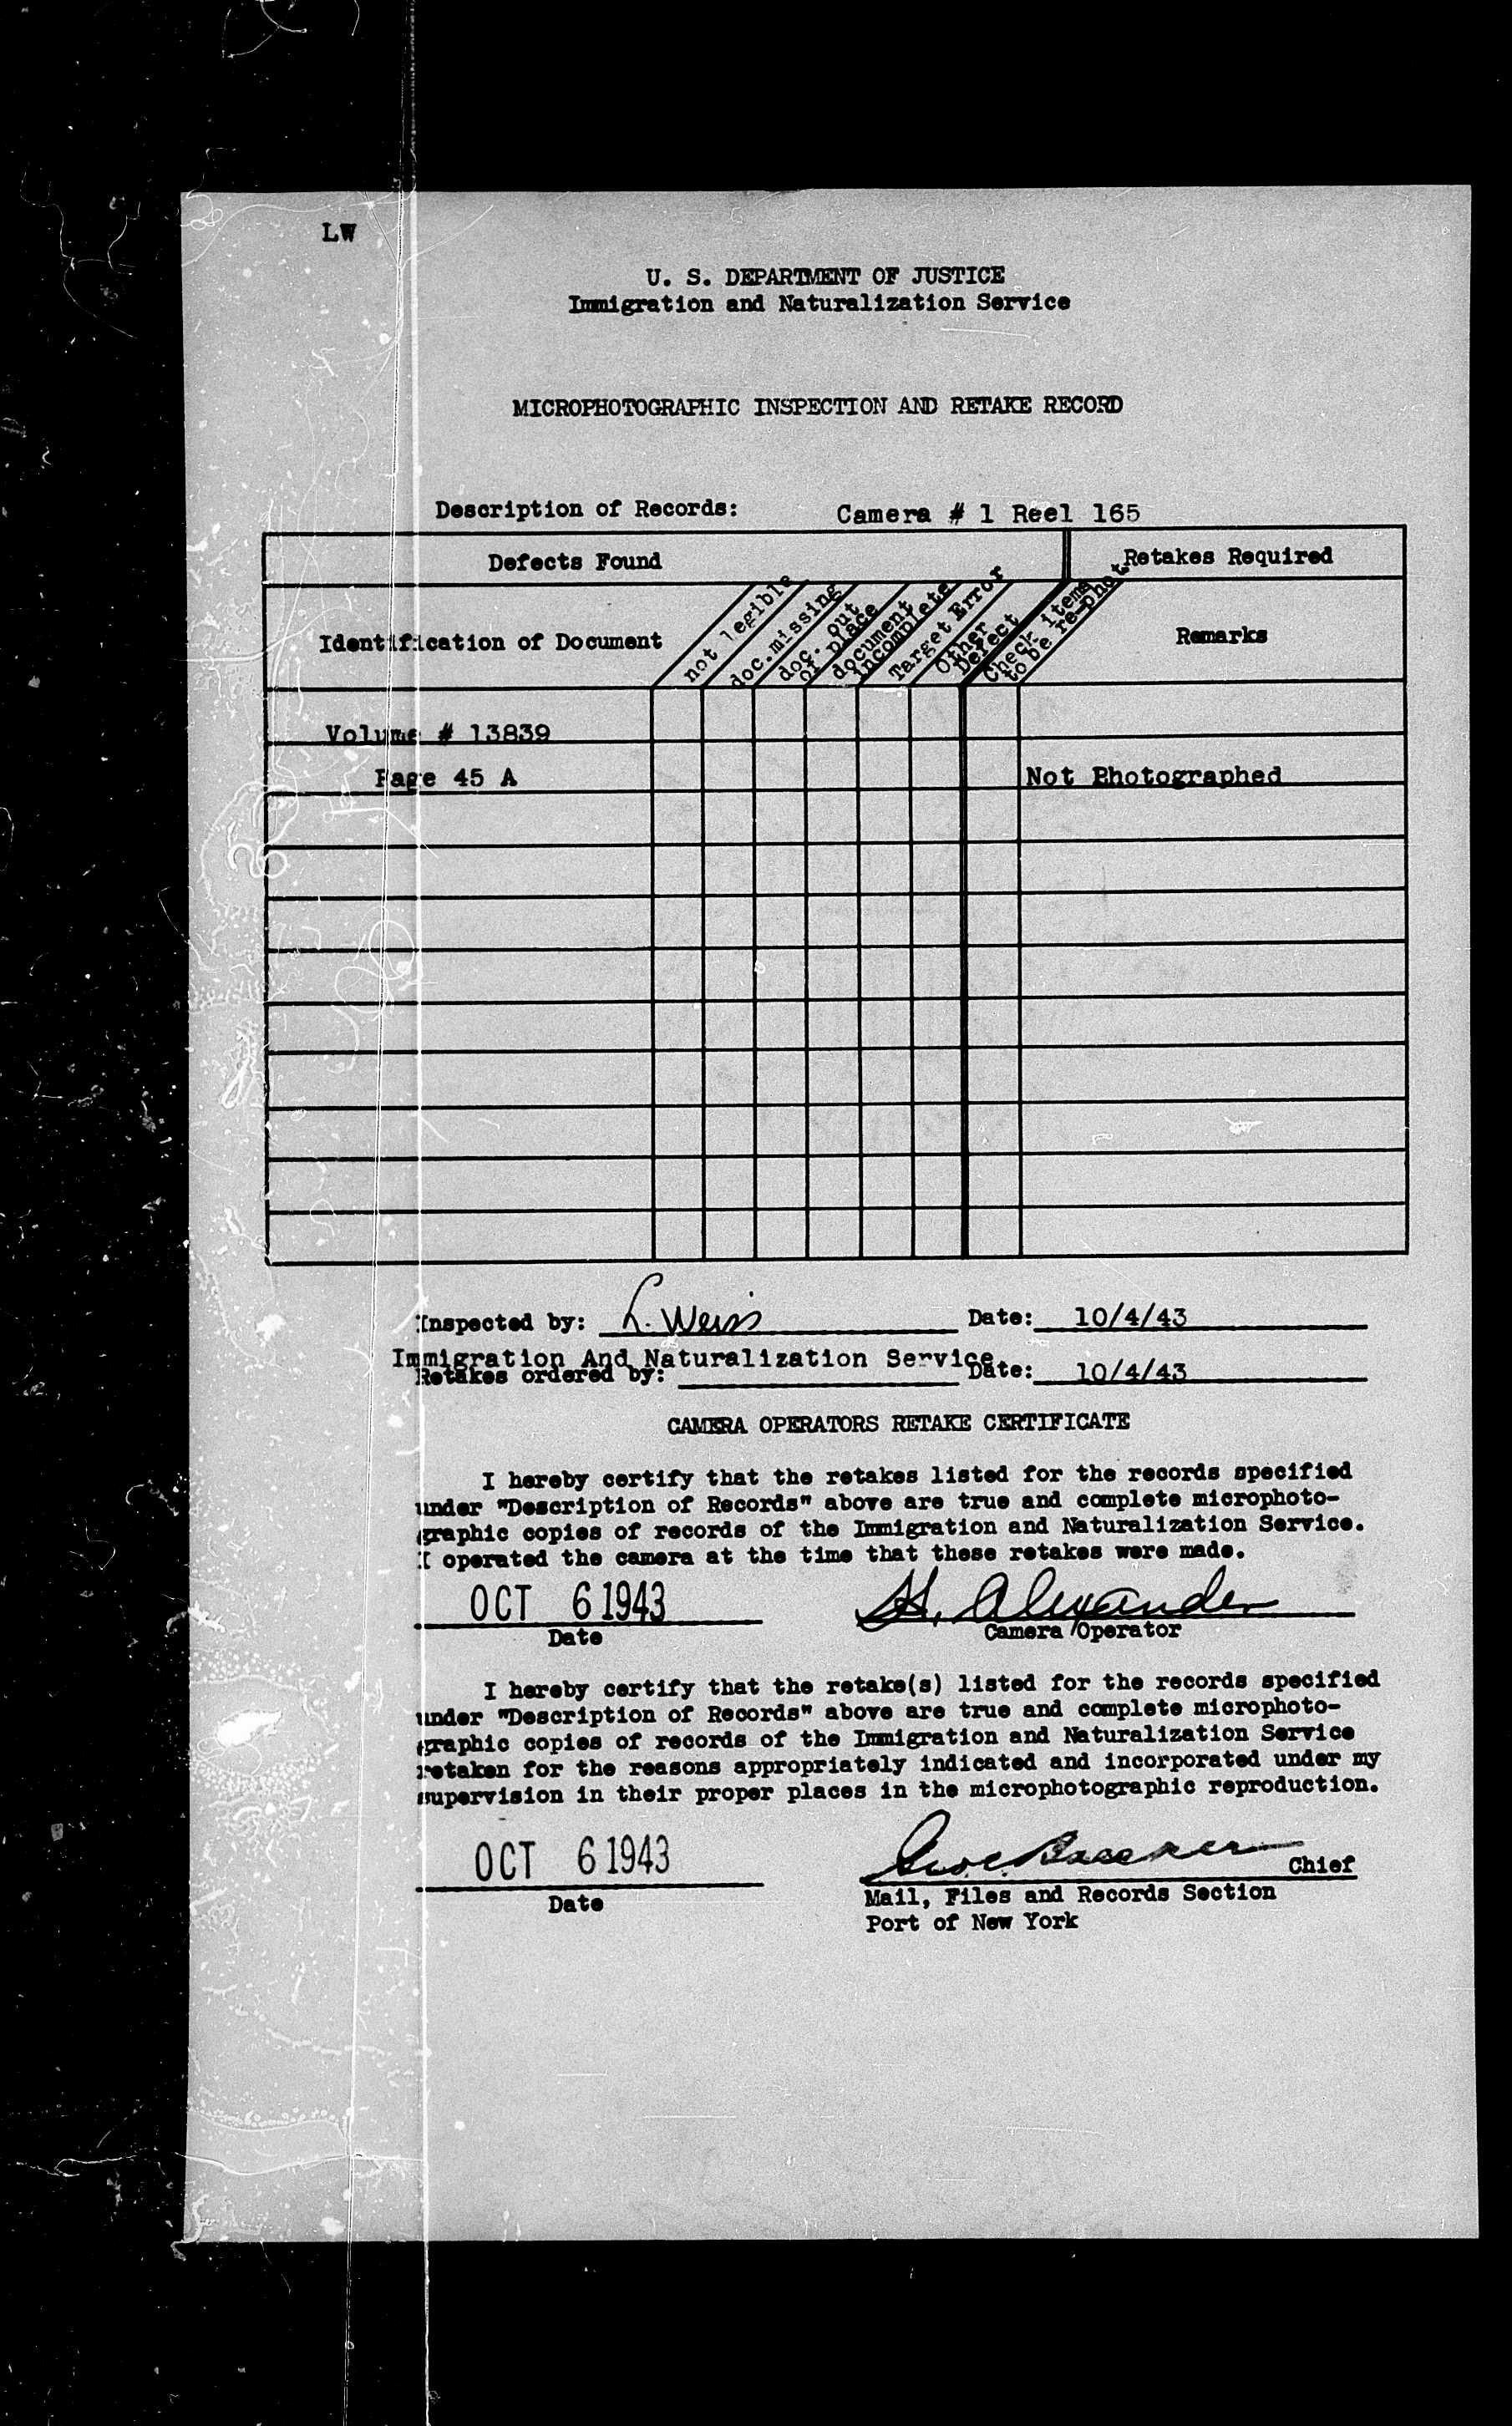 LW
U. S. DEPARTMENT OF JUSTICE
Immigration and Naturalization Service
MICROPHOTOGRAPHIC INSPECTION AND RETAKE RECORD
Description of Records: Camera # 1 Reel 165
Defects Found Retakes Required
Identification of Document
not legible
doc.missing
doc. out
of place
document
incomplete
Target Error
Other
Defect
Check items
to be re-phot.
Remarks
Volume # 13839
Page 45 A Not Photographed
Inspected by: L. Weiss Date: 10/4/43
Immigration And Naturalization Service
Retakes ordered by: Date: 10/4/43
CAMERA OPERATORS RETAKE CERTIFICATE
I hereby certify that the retakes listed for the records specified
under "Description of Records" above are true and complete microphoto-
graphic copies of records of the Immigration and Naturalization Service.
I operated the camera at the time that these retakes were made.
OCT 6 1943 H. Alexander
Date Camera Operator
I hereby certify that the retake(s) listed for the records specified
under "Description of Records" above are true and complete microphoto-
graphic copies of records of the Immigration and Naturalization Service
retaken for the reasons appropriately indicated and incorporated under my
supervision in their proper places in the microphotographic reproduction.
OCT 6 1943 Chief
Date Mail, Files and Records Section
Port of New York